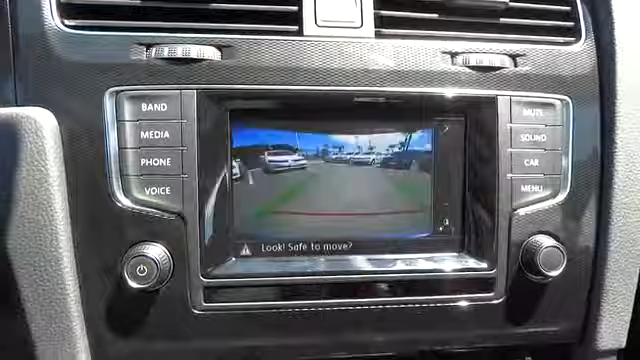 BAND
MEDIA
PHONE
VOICE
MUTE
SOUND
CAR
MENU
Look! Safe to move?